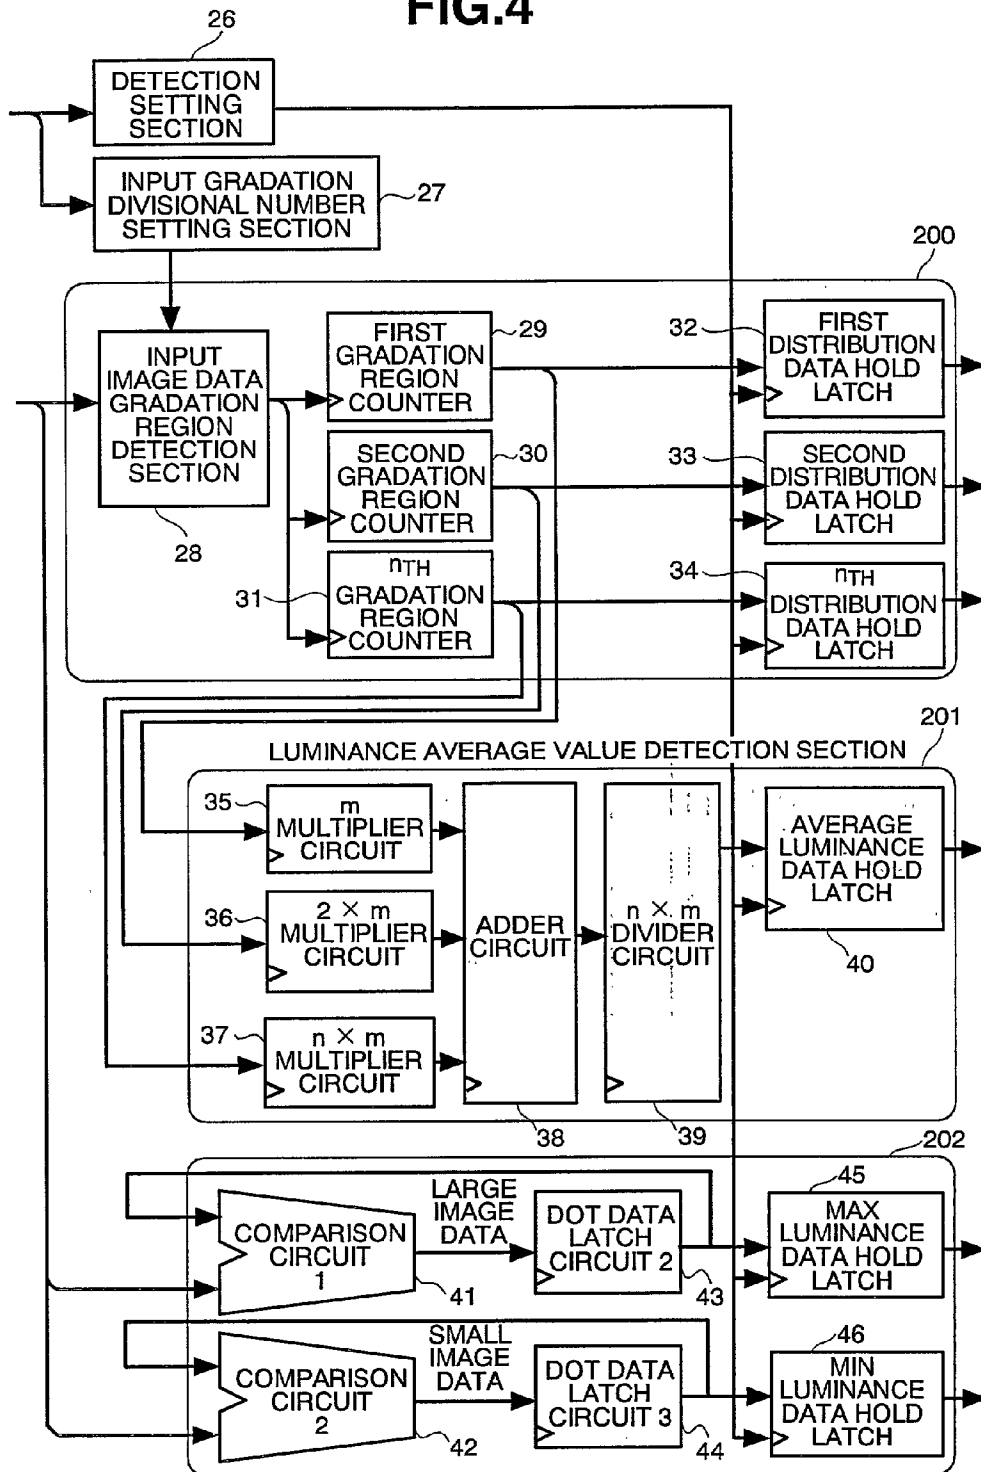 FIG.4
26
DETECTION
SETTING
SECTION
INPUT GRADATION
DIVISIONAL NUMBER
SETTING SECTION
27
200
INPUT
IMAGE DATA
GRADATION
REGION
DETECTION
SECTION
28
FIRST
GRADATION
REGION
COUNTER
29
32
FIRST
DISTRIBUTION
DATA HOLD
LATCH
SECOND
GRADATION
REGION
COUNTER
30
33
SECOND
DISTRIBUTION
DATA HOLD
LATCH
31
nTH
GRADATION
REGION
COUNTER
34
nTH
DISTRIBUTION
DATA HOLD
LATCH
LUMINANCE AVERAGE VALUE DETECTION SECTION
201
35
m
MULTIPLIER
CIRCUIT
36
2 × m
MULTIPLIER
CIRCUIT
37
n × m
MULTIPLIER
CIRCUIT
ADDER
CIRCUIT
38
n × m
DIVIDER
CIRCUIT
39
AVERAGE
LUMINANCE
DATA HOLD
LATCH
40
202
COMPARISON
CIRCUIT
1
41
LARGE
IMAGE
DATA
DOT DATA
LATCH
CIRCUIT 2
43
45
MAX
LUMINANCE
DATA HOLD
LATCH
COMPARISON
CIRCUIT
2
42
SMALL
IMAGE
DATA
DOT DATA
LATCH
CIRCUIT 3
44
46
MIN
LUMINANCE
DATA HOLD
LATCH